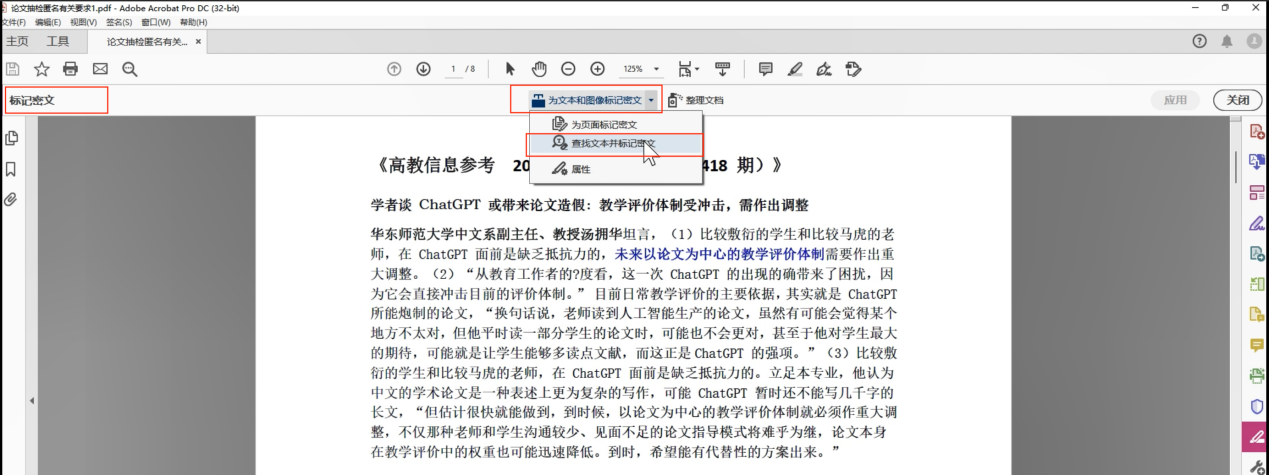 论文抽检匿名有关要求1.pdf - Adobe Acrobat Pro DC (32-bit)
文件(F) 编辑(E) 视图(V) 签名(S) 窗口(W) 帮助(H)
主页 工具 论文抽检匿名有关... ×
1 / 8 125%
标记密文 为文本和图像标记密文 整理文档 应用 关闭
为页面标记密文
查找文本并标记密文
属性
《高教信息参考 20 418 期）》
学者谈 ChatGPT 或带来论文造假：教学评价体制受冲击，需作出调整
华东师范大学中文系副主任、教授汤拥华坦言，（1）比较敷衍的学生和比较马虎的老
师，在 ChatGPT 面前是缺乏抵抗力的，未来以论文为中心的教学评价体制需要作出重
大调整。（2）“从教育工作者的?度看，这一次 ChatGPT 的出现的确带来了困扰，因
为它会直接冲击目前的评价体制。” 目前日常教学评价的主要依据，其实就是 ChatGPT
所能炮制的论文，“换句话说，老师读到人工智能生产的论文，虽然有可能会觉得某个
地方不太对，但他平时读一部分学生的论文时，可能也不会更对，甚至于他对学生最大
的期待，可能就是让学生能够多读点文献，而这正是 ChatGPT 的强项。”（3）比较敷
衍的学生和比较马虎的老师，在 ChatGPT 面前是缺乏抵抗力的。立足本专业，他认为
中文的学术论文是一种表述上更为复杂的写作，可能 ChatGPT 暂时还不能写几千字的
长文，“但估计很快就能做到，到时候，以论文为中心的教学评价体制就必须作重大调
整，不仅那种老师和学生沟通较少、见面不足的论文指导模式将难乎为继，论文本身
在教学评价中的权重也可能迅速降低。到时，希望能有代替性的方案出来。”